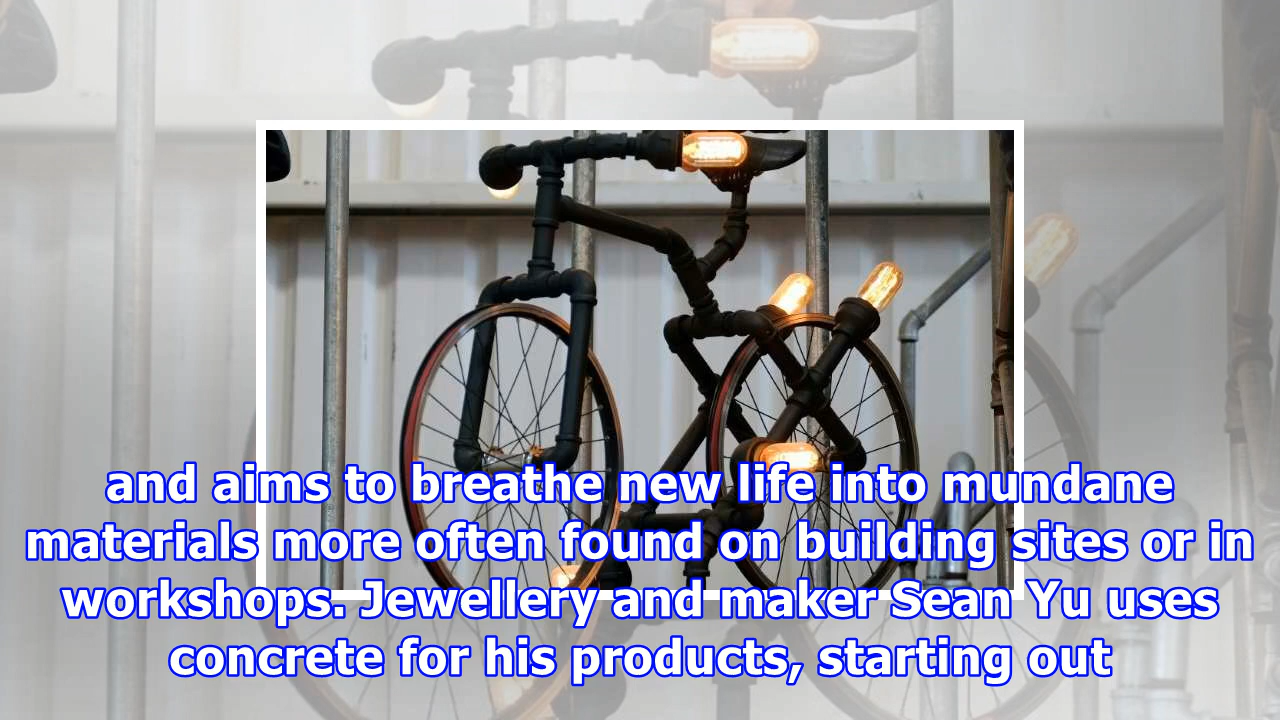 and aims to breathe new life into mundane
materials more often found on building sites or in
workshops. Jewellery and maker Sean Yu uses
concrete for his products, starting out